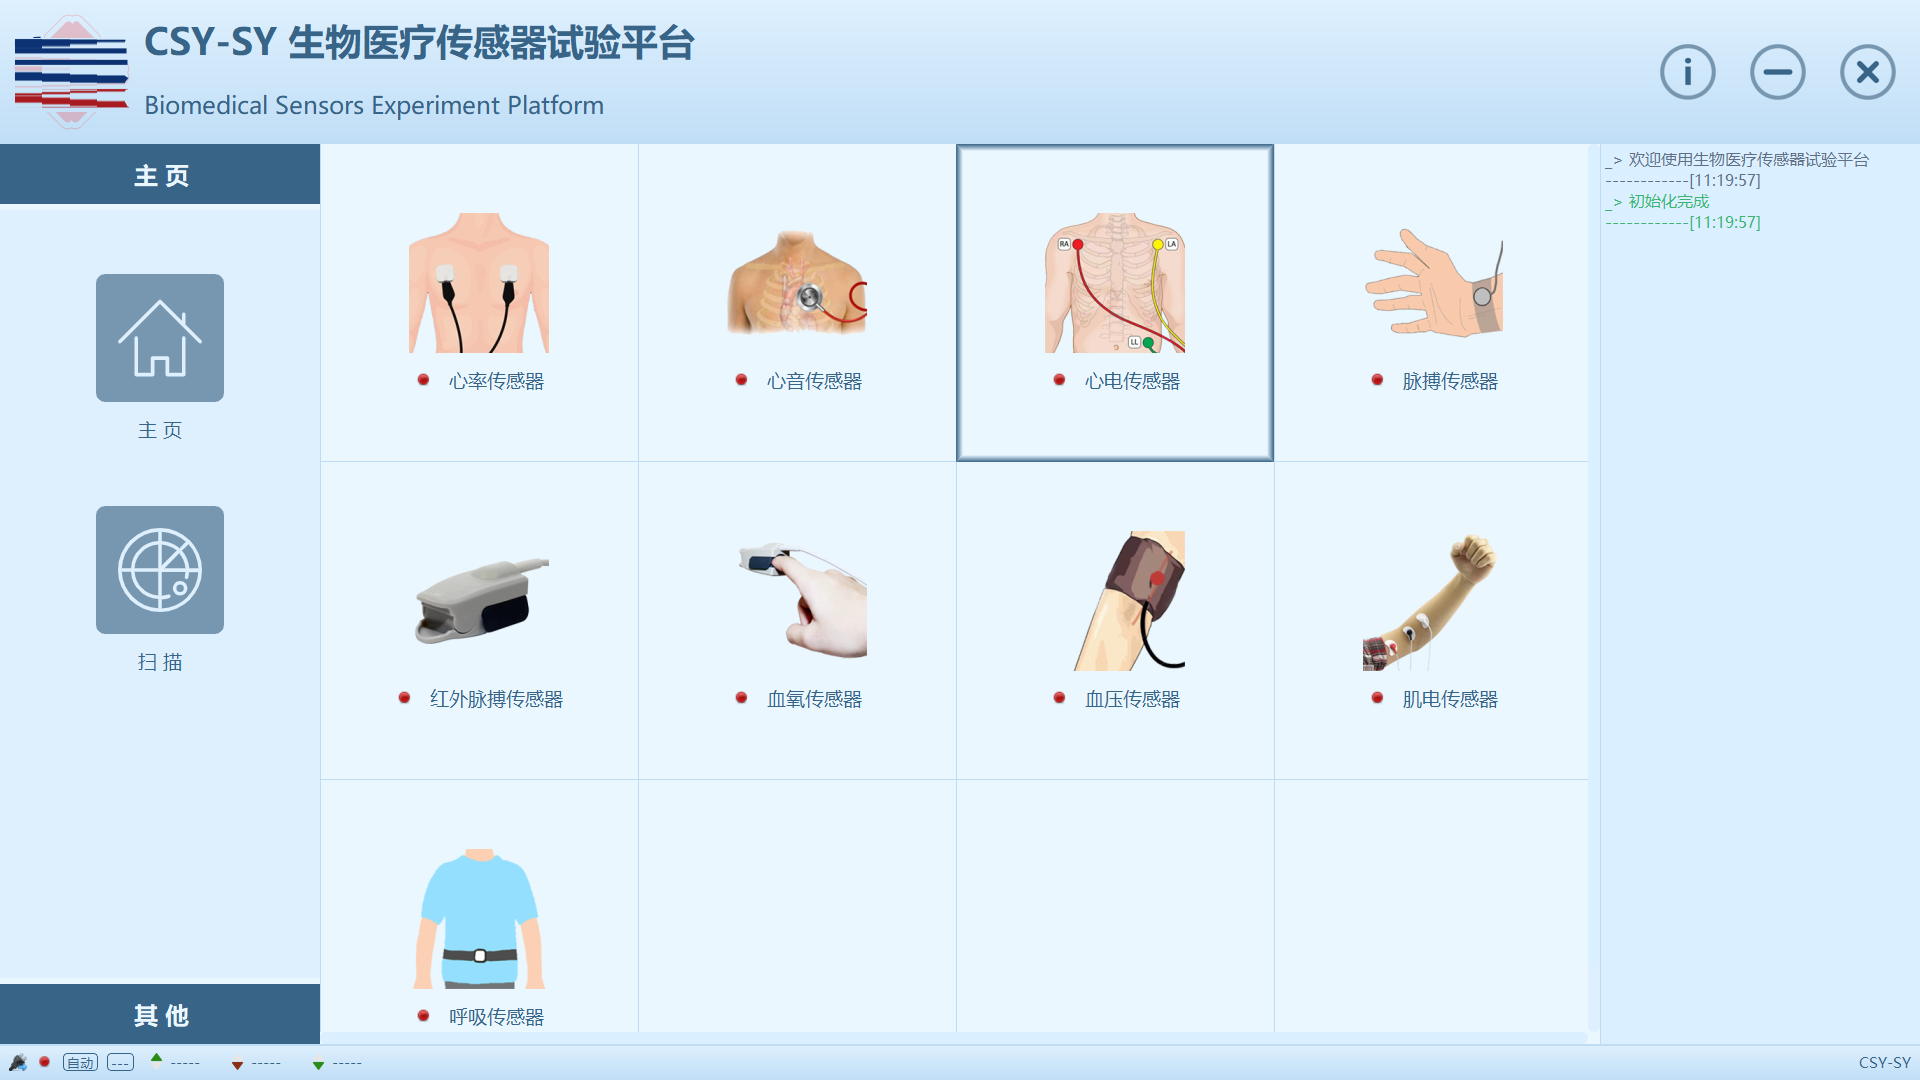 CSY-SY 生物医疗传感器试验平台
Biomedical Sensors Experiment Platform
主 页
主 页
扫 描
其 他
心率传感器
心音传感器
RA
LA
LL
心电传感器
脉搏传感器
红外脉搏传感器
血氧传感器
血压传感器
肌电传感器
呼吸传感器
_> 欢迎使用生物医疗传感器试验平台
------------[11:19:57]
_> 初始化完成
------------[11:19:57]
自动 --- ----- ----- -----
CSY-SY